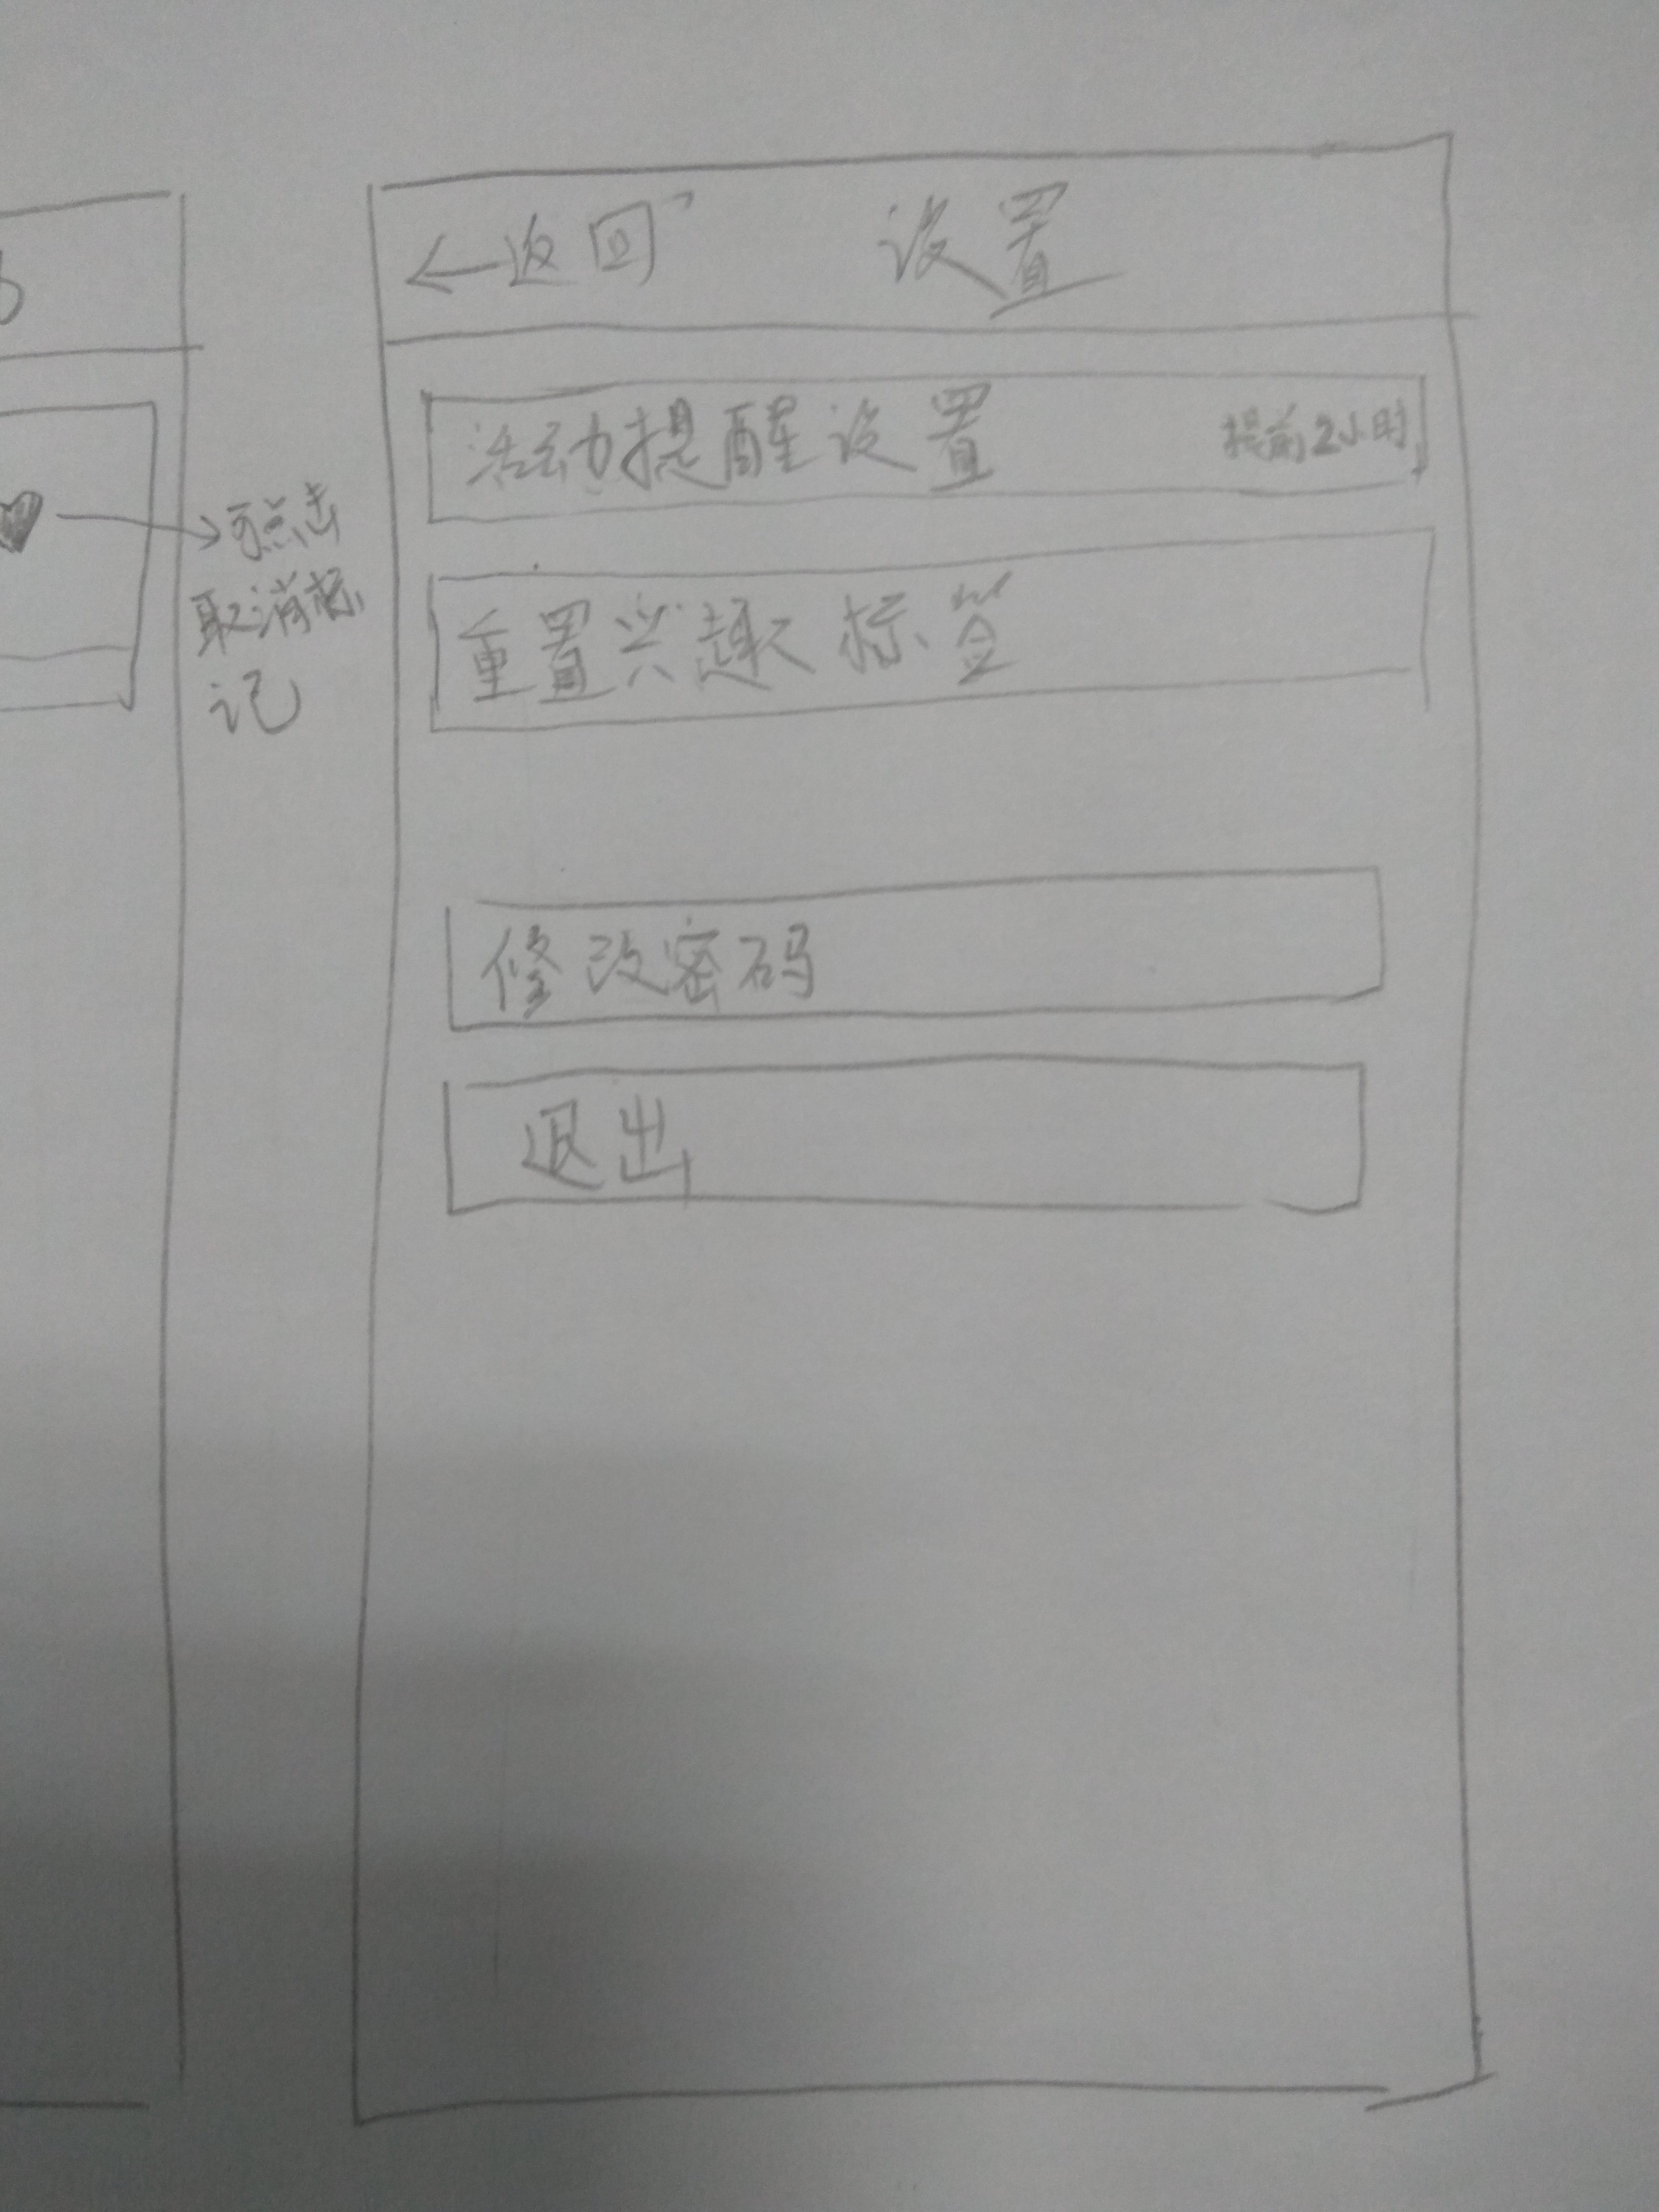 ←返回 设置
活动提醒设置 提前2小时
重置兴趣标签
修改密码
退出
可点击
取消标
记